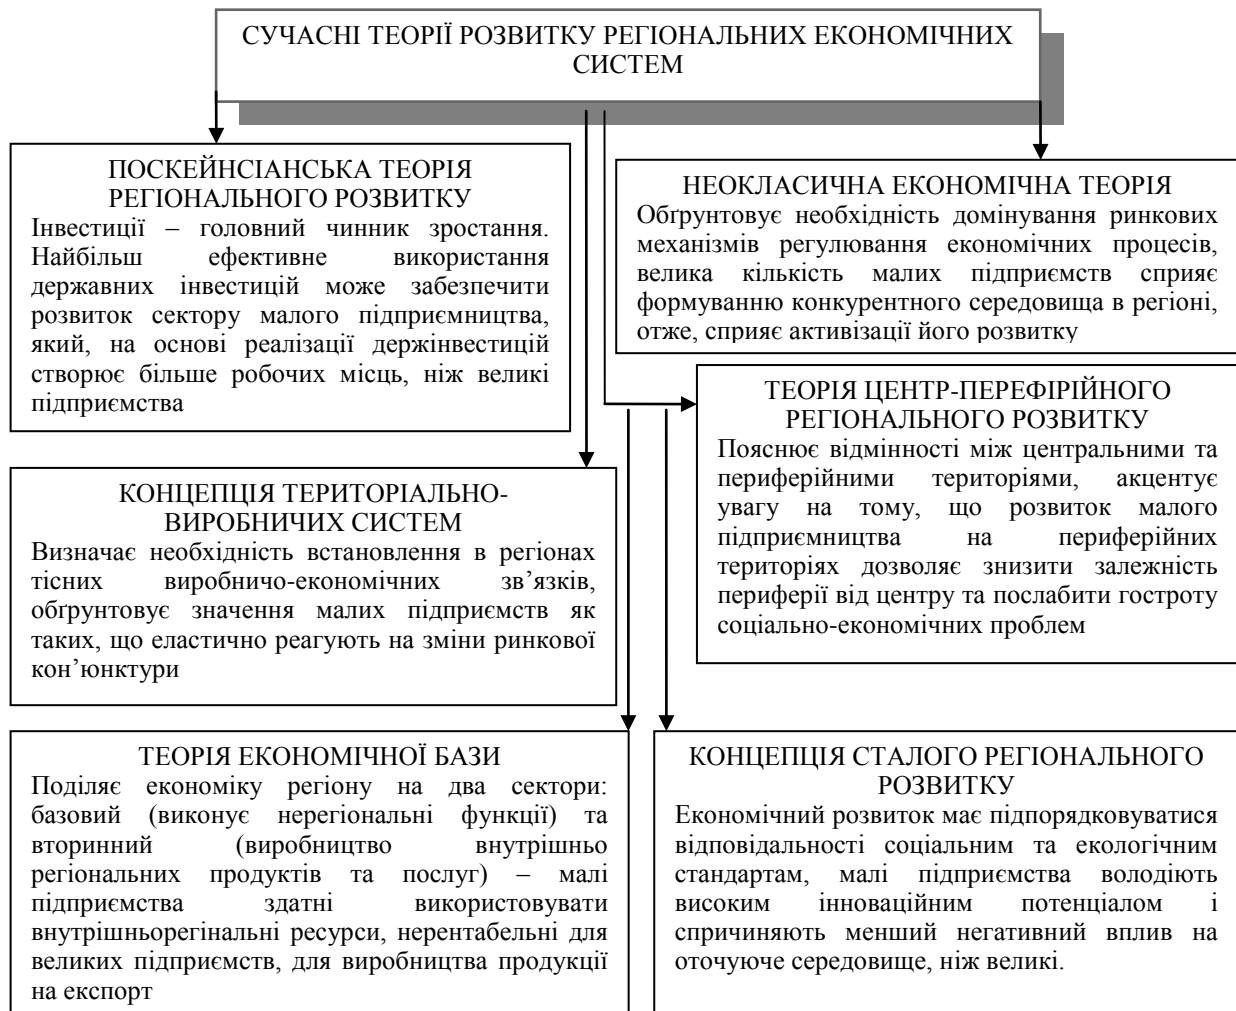 СУЧАСНІ ТЕОРІЇ РОЗВИТКУ РЕГІОНАЛЬНИХ ЕКОНОМІЧНИХ
СИСТЕМ
ПОСКЕЙНСІАНСЬКА ТЕОРІЯ
РЕГІОНАЛЬНОГО РОЗВИТКУ
Інвестиції – головний чинник зростання.
Найбільш ефективне використання
державних інвестицій може забезпечити
розвиток сектору малого підприємництва,
який, на основі реалізації держінвестицій
створює більше робочих місць, ніж великі
підприємства
НЕОКЛАСИЧНА ЕКОНОМІЧНА ТЕОРІЯ
Обґрунтовує необхідність домінування ринкових
механізмів регулювання економічних процесів,
велика кількість малих підприємств сприяє
формуванню конкурентного середовища в регіоні,
отже, сприяє активізації його розвитку
ТЕОРІЯ ЦЕНТР-ПЕРЕФІРІЙНОГО
РЕГІОНАЛЬНОГО РОЗВИТКУ
Пояснює відмінності між центральними та
периферійними територіями, акцентує
увагу на тому, що розвиток малого
підприємництва на периферійних
територіях дозволяє знизити залежність
периферії від центру та послабити гостроту
соціально-економічних проблем
КОНЦЕПЦІЯ ТЕРИТОРІАЛЬНО-
ВИРОБНИЧИХ СИСТЕМ
Визначає необхідність встановлення в регіонах
тісних виробничо-економічних зв’язків,
обґрунтовує значення малих підприємств як
таких, що еластично реагують на зміни ринкової
кон’юнктури
ТЕОРІЯ ЕКОНОМІЧНОЇ БАЗИ
Поділяє економіку регіону на два сектори:
базовий (виконує нерегіональні функції) та
вторинний (виробництво внутрішньо
регіональних продуктів та послуг) – малі
підприємства здатні використовувати
внутрішньорегінальні ресурси, нерентабельні для
великих підприємств, для виробництва продукції
на експорт
КОНЦЕПЦІЯ СТАЛОГО РЕГІОНАЛЬНОГО
РОЗВИТКУ
Економічний розвиток має підпорядковуватися
відповідальності соціальним та екологічним
стандартам, малі підприємства володіють
високим інноваційним потенціалом і
спричиняють менший негативний вплив на
оточуюче середовище, ніж великі.